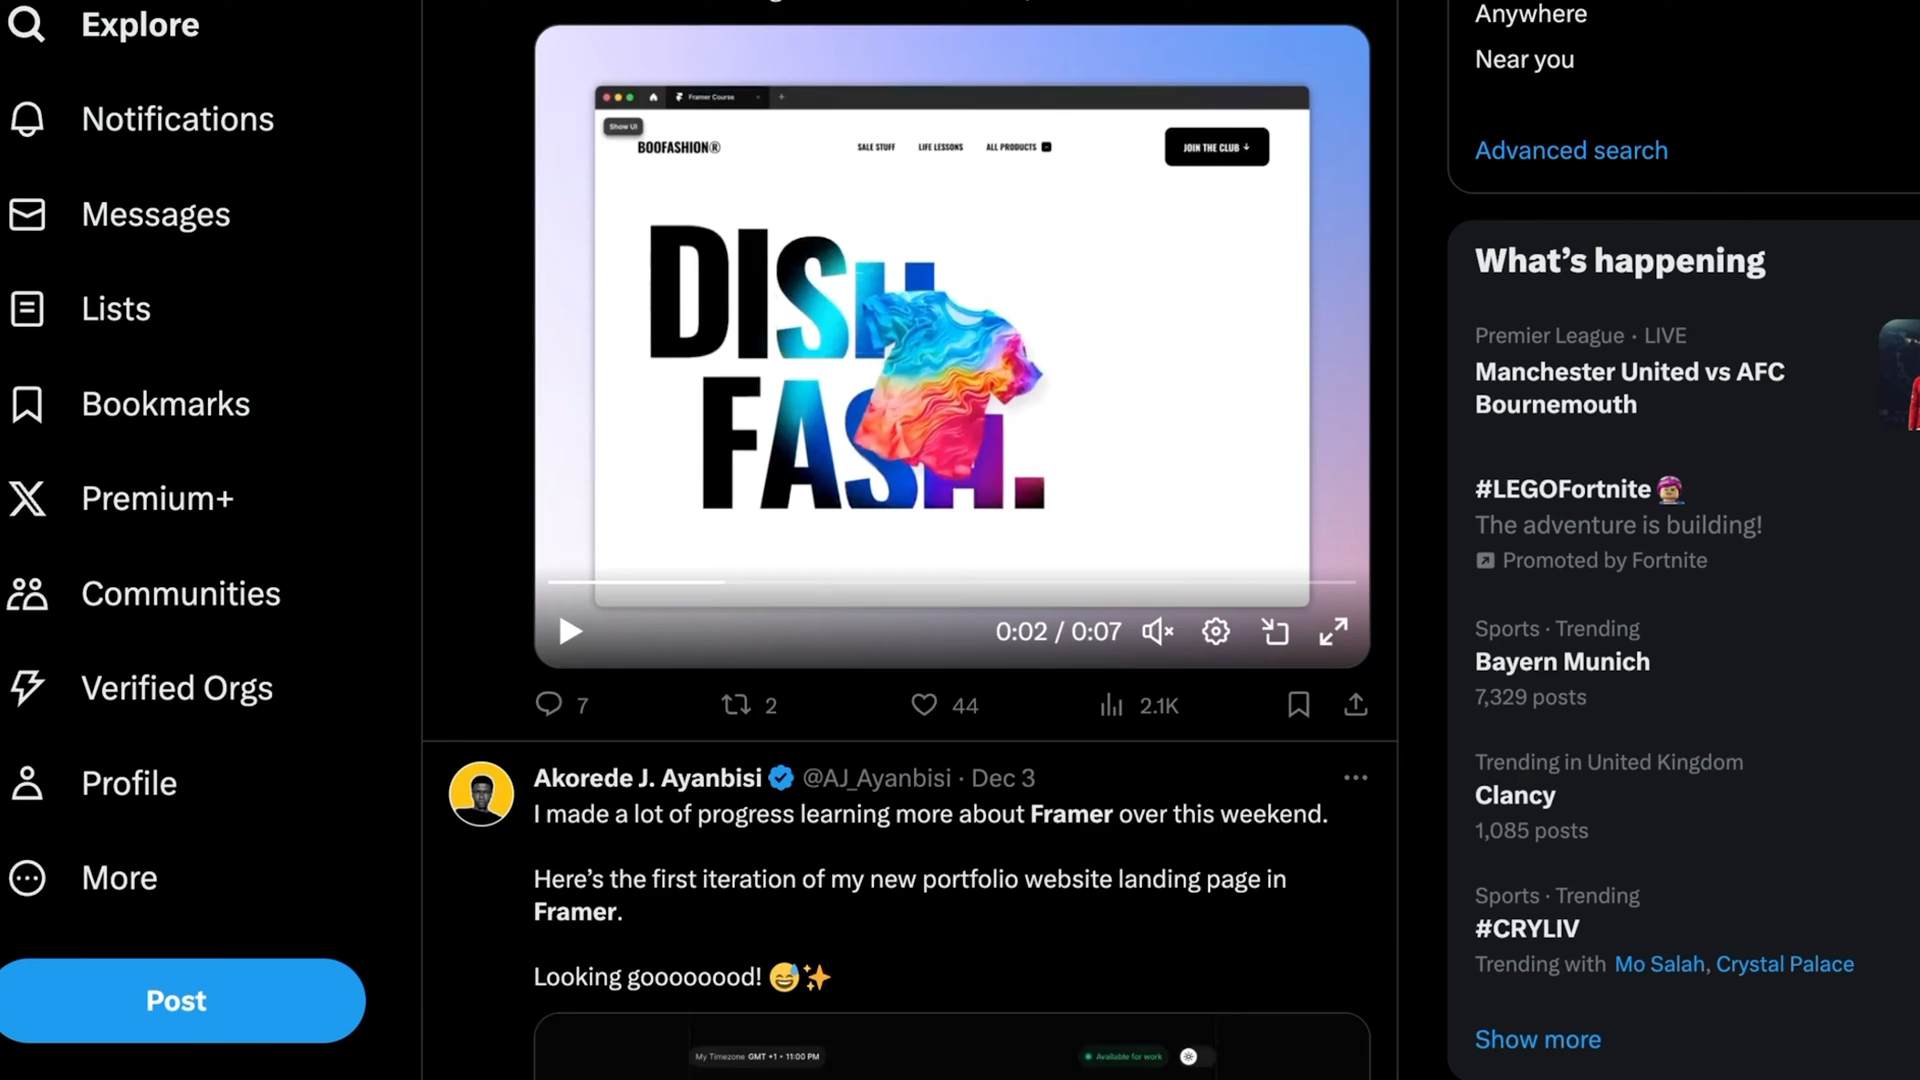 Explore
Notifications
Messages
Lists
Bookmarks
Premium+
Communities
Verified Orgs
Profile
More
Post
Framer Course
Show UI
BOOFASHION®
SALE STUFF
LIFE LESSONS
ALL PRODUCTS
JOIN THE CLUB ↓
DISH
FASH.
0:02 / 0:07
7
2
44
2.1K
Akorede J. Ayanbisi @AJ_Ayanbisi · Dec 3
I made a lot of progress learning more about Framer over this weekend.
Here’s the first iteration of my new portfolio website landing page in
Framer.
Looking goooooood! 😅✨
My Timezone GMT +1 • 11:00 PM
Available for work
Anywhere
Near you
Advanced search
What’s happening
Premier League · LIVE
Manchester United vs AFC
Bournemouth
#LEGOFortnite
The adventure is building!
Promoted by Fortnite
Sports · Trending
Bayern Munich
7,329 posts
Trending in United Kingdom
Clancy
1,085 posts
Sports · Trending
#CRYLIV
Trending with Mo Salah, Crystal Palace
Show more